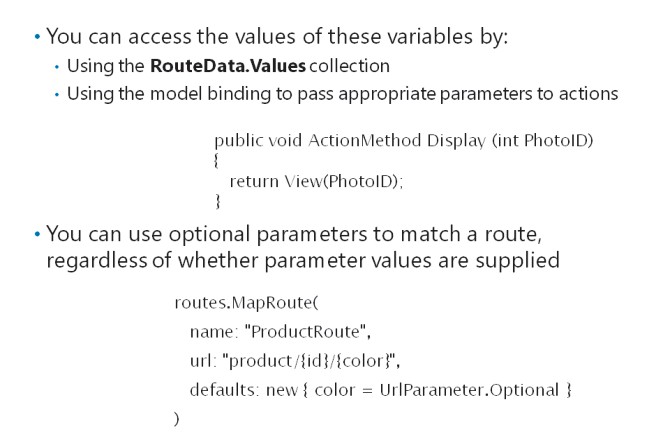 • You can access the values of these variables by:
• Using the RouteData.Values collection
• Using the model binding to pass appropriate parameters to actions
public void ActionMethod Display (int PhotoID)
{
return View(PhotoID);
}
• You can use optional parameters to match a route,
regardless of whether parameter values are supplied
routes.MapRoute(
name: "ProductRoute",
url: "product/{id}/{color}",
defaults: new { color = UrlParameter.Optional }
)